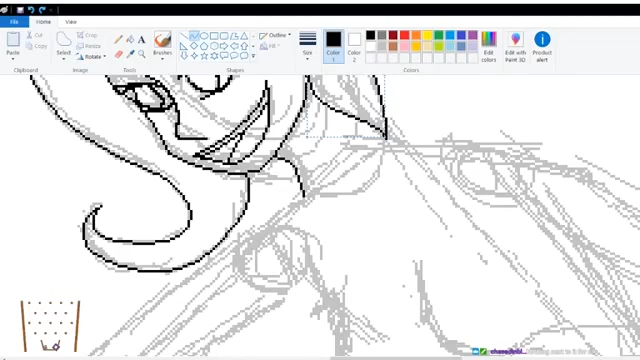 File
Home
View
Paste
Cut
Copy
Clipboard
Select
Crop
Resize
Rotate
Image
Tools
Brushes
Outline
Fill
Shapes
Size
Color
1
Color
2
Edit
colors
Edit with
Paint 3D
Product
alert
Colors